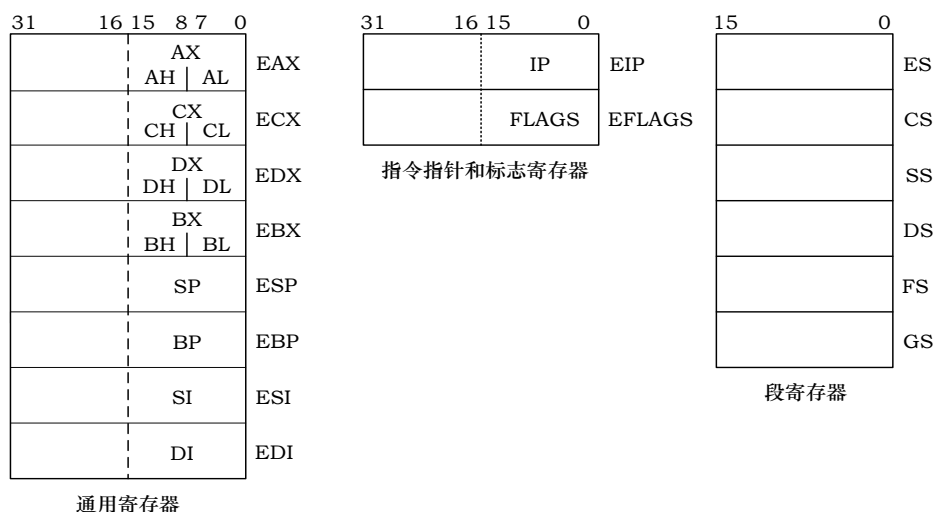 31 16 15 8 7 0
AX
AH AL EAX
CX
CH CL ECX
DX
DH DL EDX
BX
BH BL EBX
SP ESP
BP EBP
SI ESI
DI EDI
通用寄存器
31 16 15 0
IP EIP
FLAGS EFLAGS
指令指针和标志寄存器
15 0
ES
CS
SS
DS
FS
GS
段寄存器